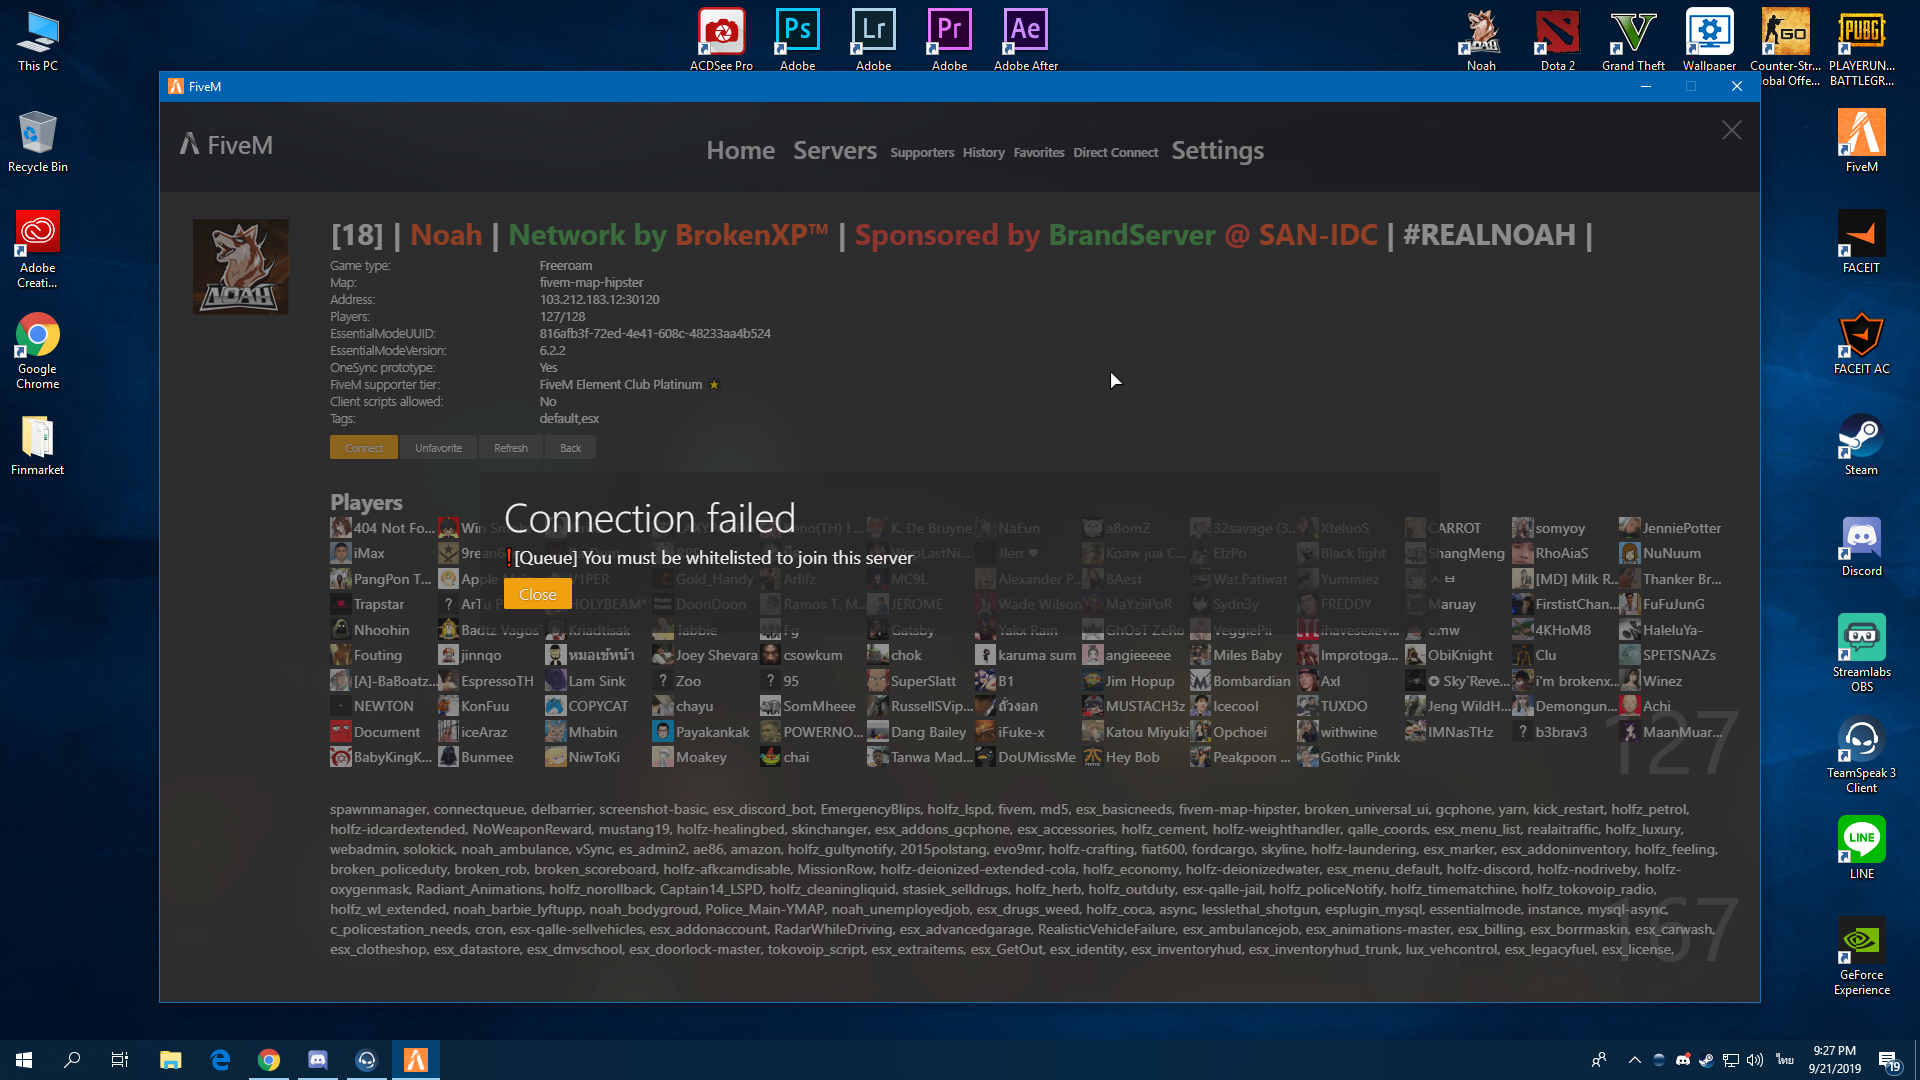 This PC
Recycle Bin
Adobe
Creati...
Google
Chrome
Finmarket
ACDSee Pro
Ps
Adobe
Lr
Adobe
Pr
Adobe
Ae
Adobe After
Noah
Dota 2
Grand Theft
Wallpaper
Counter-Str...
obal Offe...
PLAYERUN...
BATTLEGR...
FiveM
FACEIT
FACEIT AC
Steam
Discord
Streamlabs
OBS
TeamSpeak 3
Client
LINE
GeForce
Experience
FiveM
FiveM
Home Servers Supporters History Favorites Direct Connect Settings
NOAH
[18] | Noah | Network by BrokenXP™ | Sponsored by BrandServer @ SAN-IDC | #REALNOAH |
Game type: Freeroam
Map: fivem-map-hipster
Address: 103.212.183.12:30120
Players: 127/128
EssentialModeUUID: 816afb3f-72ed-4e41-608c-48233aa4b524
EssentialModeVersion: 6.2.2
OneSync prototype: Yes
FiveM supporter tier: FiveM Element Club Platinum
Client scripts allowed: No
Tags: default,esx
Connect Unfavorite Refresh Back
Players
Connection failed
[Queue] You must be whitelisted to join this server
Close
404 Not Fo... K. De Bruyne NaEun aBomZ 32savage (3... XteluoS CARROT somyoy JenniePotter
iMax Jlerr ♥ Koaw jua C... ElzPo Black light ShangMeng RhoAiaS NuNuum
PangPon T... V1PER Gold_Handy Arlifz MC9L Alexander P... BAest Wat.Patiwat Yummiez ㅅㅂ [MD] Milk R... Thanker Br...
Trapstar HOLYBEAM* DoonDoon Ramos T. M... JEROME Wade Wilson MaYziiPoR Sydn3y FREDDY Maruay FirstistChan... FuFuJunG
Nhoohin Badtz Vagos Kriadtisak Tabbie Fg Gatsby Yakx Rain GhOsT ZeRo VeggiePii ihavesexev... omw 4KHoM8 HaleluYa-
Fouting jinnqo หมอเข้หน้า Joey Shevara csowkum chok karuma sum angieeeee Miles Baby Improtoga... ObiKnight Clu SPETSNAZs
[A]-BaBoatz... EspressoTH Lam Sink Zoo 95 SuperSlatt B1 Jim Hopup Bombardian Axl ✪ Sky`Reve... i'm brokenx... Winez
NEWTON KonFuu COPYCAT chayu SomMheee RussellSVip... ถั่วงอก MUSTACH3z Icecool TUXDO Jeng WildH... Demongun... Achi
Document iceAraz Mhabin Payakankak POWERNO... Dang Bailey iFuke-x Katou Miyuki Opchoei withwine IMNasTHz b3brav3 MaanMuar...
BabyKingK... Bunmee NiwToKi Moakey chai Tanwa Mad... DoUMissMe Hey Bob Peakpoon ... Gothic Pinkk
127
spawnmanager, connectqueue, delbarrier, screenshot-basic, esx_discord_bot, EmergencyBlips, holfz_lspd, fivem, md5, esx_basicneeds, fivem-map-hipster, broken_universal_ui, gcphone, yarn, kick_restart, holfz_petrol,
holfz-idcardextended, NoWeaponReward, mustang19, holfz-healingbed, skinchanger, esx_addons_gcphone, esx_accessories, holfz_cement, holfz-weighthandler, qalle_coords, esx_menu_list, realaitraffic, holfz_luxury,
webadmin, solokick, noah_ambulance, vSync, es_admin2, ae86, amazon, holfz_gultynotify, 2015polstang, evo9mr, holfz-crafting, fiat600, fordcargo, skyline, holfz-laundering, esx_marker, esx_addoninventory, holfz_feeling,
broken_policeduty, broken_rob, broken_scoreboard, holfz-afkcamdisable, MissionRow, holfz-deionized-extended-cola, holfz_economy, holfz-deionizedwater, esx_menu_default, holfz-discord, holfz-nodriveby, holfz-
oxygenmask, Radiant_Animations, holfz_norollback, Captain14_LSPD, holfz_cleaningliquid, stasiek_selldrugs, holfz_herb, holfz_outduty, esx-qalle-jail, holfz_policeNotify, holfz_timematchine, holfz_tokovoip_radio,
holfz_wl_extended, noah_barbie_lyftupp, noah_bodygroud, Police_Main-YMAP, noah_unemployedjob, esx_drugs_weed, holfz_coca, async, lesslethal_shotgun, esplugin_mysql, essentialmode, instance, mysql-async,
c_policestation_needs, cron, esx-qalle-sellvehicles, esx_addonaccount, RadarWhileDriving, esx_advancedgarage, RealisticVehicleFailure, esx_ambulancejob, esx_animations-master, esx_billing, esx_borrmaskin, esx_carwash,
esx_clotheshop, esx_datastore, esx_dmvschool, esx_doorlock-master, tokovoip_script, esx_extraitems, esx_GetOut, esx_identity, esx_inventoryhud, esx_inventoryhud_trunk, lux_vehcontrol, esx_legacyfuel, esx_license,
167
ไทย
9:27 PM
9/21/2019
19